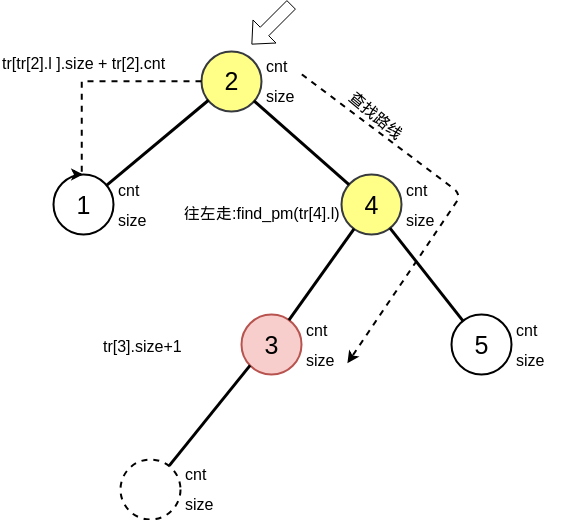 tr[tr[2].l ].size + tr[2].cnt
2
cnt
size
查找路线
1
cnt
size
往左走:find_pm(tr[4].l)
4
cnt
size
tr[3].size+1
3
cnt
size
5
cnt
size
cnt
size